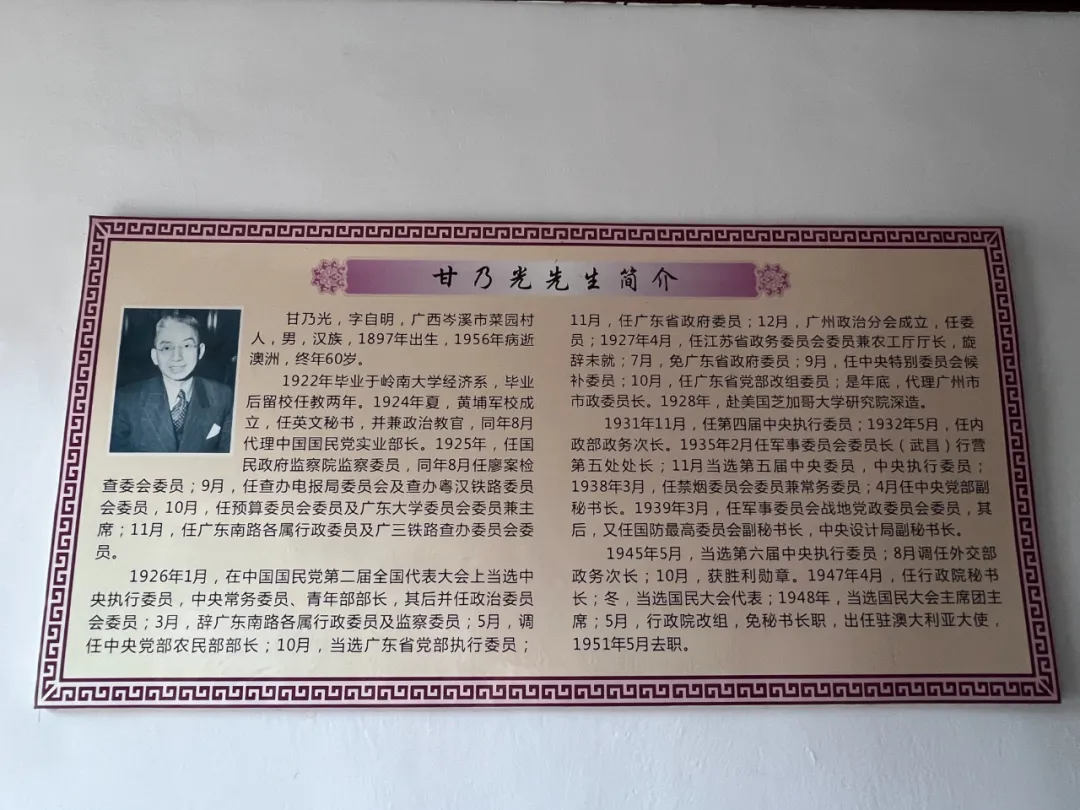 甘乃光先生简介
甘乃光，字自明，广西岑溪市菜园村
人，男，汉族，1897年出生，1956年病逝
澳洲，终年60岁。
1922年毕业于岭南大学经济系，毕业
后留校任教两年。1924年夏，黄埔军校成
立，任英文秘书，并兼政治教官，同年8月
代理中国国民党实业部长。1925年，任国
民政府监察院监察委员，同年8月任廖案检
查委会委员；9月，任查办电报局委员会及查办粤汉铁路委员
会委员，10月，任预算委员会委员及广东大学委员会委员兼主
席；11月，任广东南路各属行政委员及广三铁路查办委员会委
员。
1926年1月，在中国国民党第二届全国代表大会上当选中
央执行委员，中央常务委员、青年部部长，其后并任政治委员
会委员；3月，辞广东南路各属行政委员及监察委员；5月，调
任中央党部农民部部长；10月，当选广东省党部执行委员；
11月，任广东省政府委员；12月，广州政治分会成立，任委
员；1927年4月，任江苏省政务委员会委员兼农工厅厅长，旋
辞未就；7月，免广东省政府委员；9月，任中央特别委员会候
补委员；10月，任广东省党部改组委员；是年底，代理广州市
市政委员长。1928年，赴美国芝加哥大学研究院深造。
1931年11月，任第四届中央执行委员；1932年5月，任内
政部政务次长。1935年2月任军事委员会委员长（武昌）行营
第五处处长；11月当选第五届中央委员，中央执行委员；
1938年3月，任禁烟委员会委员兼常务委员；4月任中央党部副
秘书长。1939年3月，任军事委员会战地党政委员会委员，其
后，又任国防最高委员会副秘书长，中央设计局副秘书长。
1945年5月，当选第六届中央执行委员；8月调任外交部
政务次长；10月，获胜利勋章。1947年4月，任行政院秘书
长；冬，当选国民大会代表；1948年，当选国民大会主席团主
席；5月，行政院改组，免秘书长职，出任驻澳大利亚大使，
1951年5月去职。